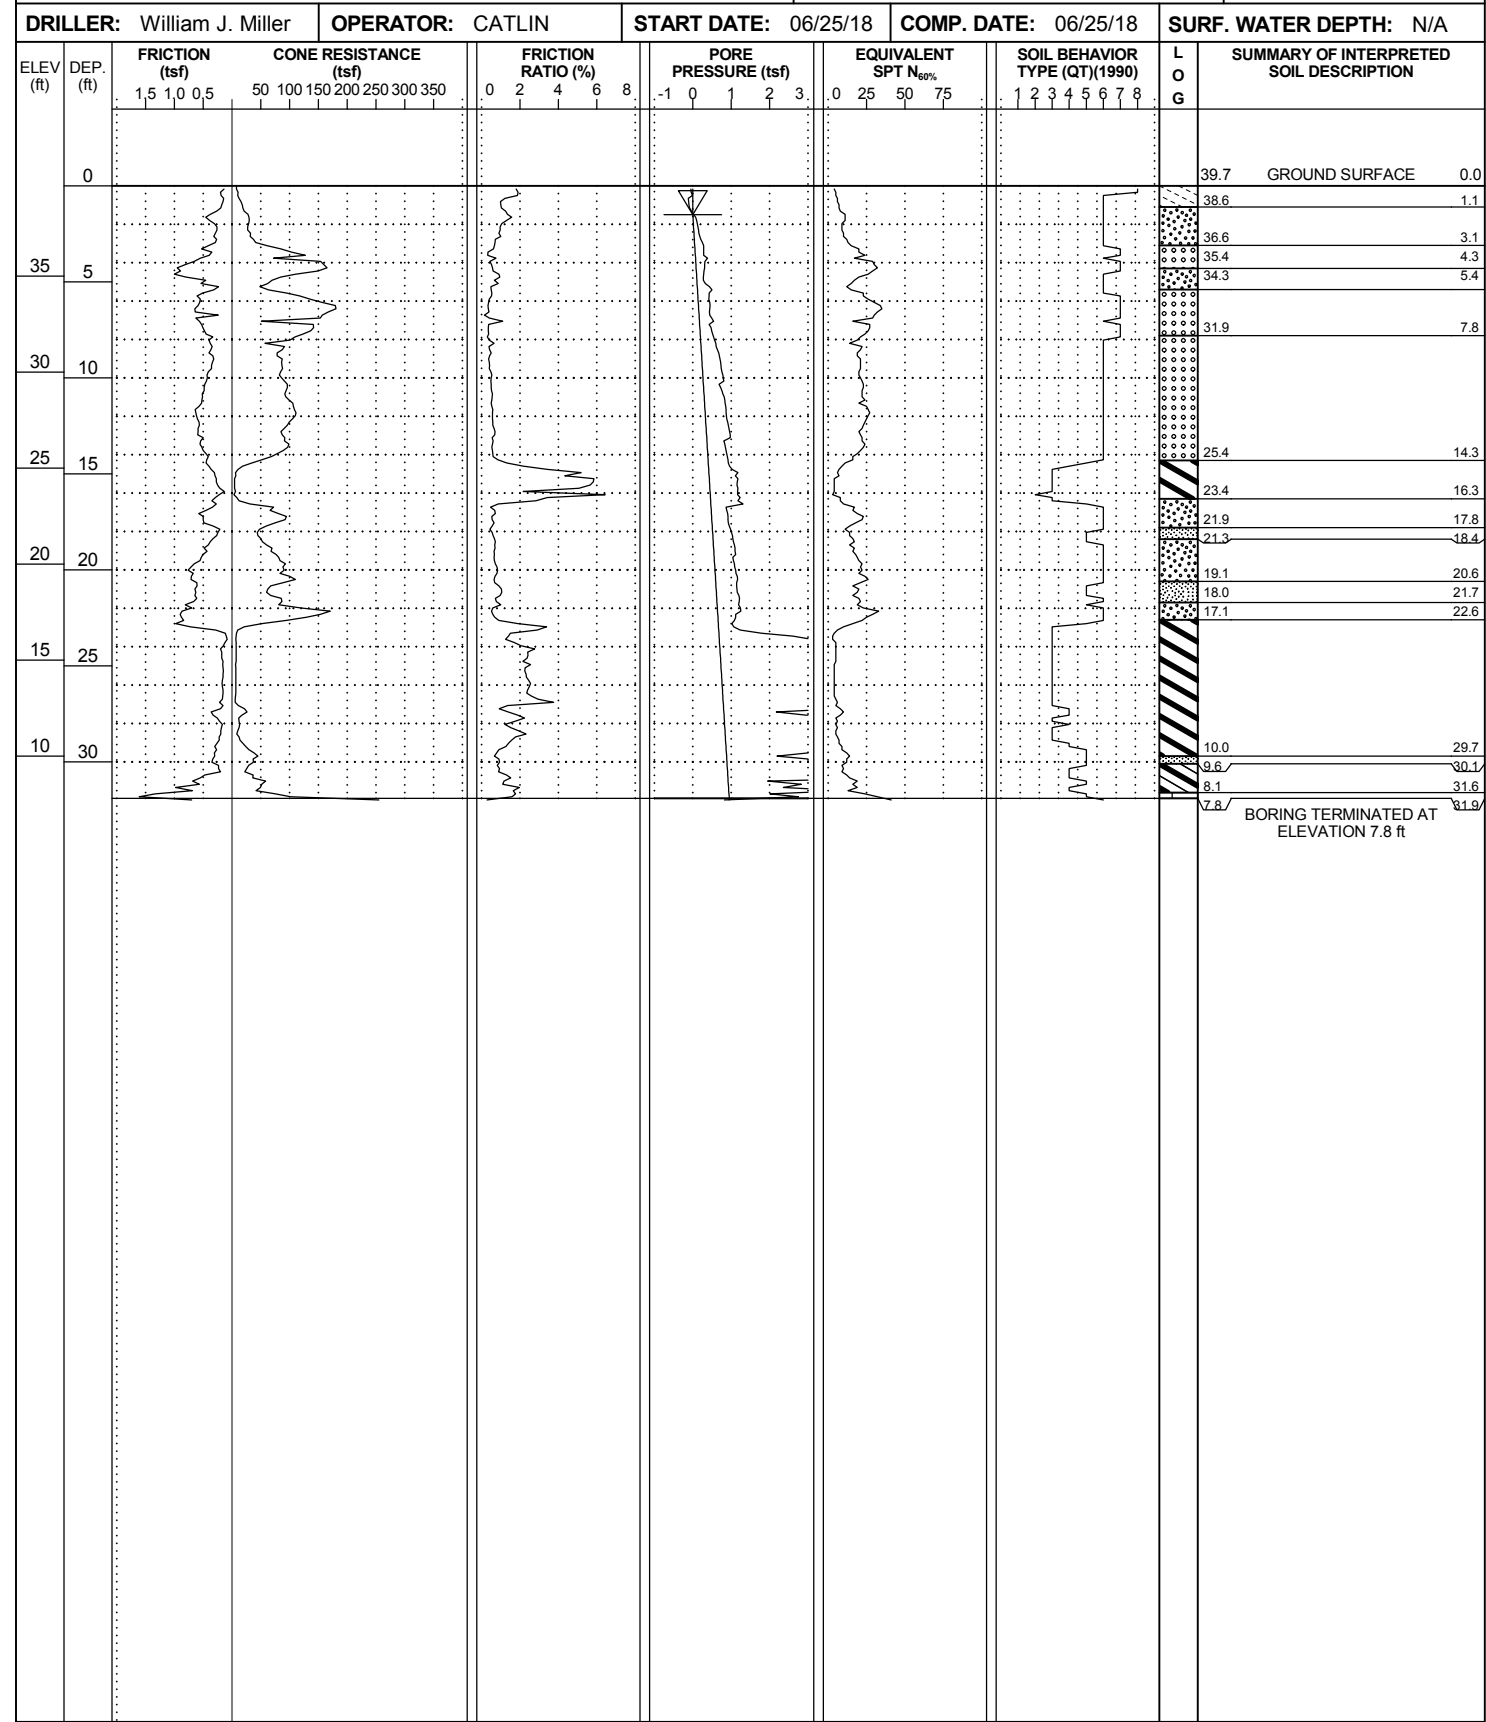 DRILLER: William J. Miller OPERATOR: CATLIN START DATE: 06/25/18 COMP. DATE: 06/25/18 SURF. WATER DEPTH: N/A
ELEV (ft)
DEP. (ft)
FRICTION (tsf)
15 10 05
CONE RESISTANCE (tsf)
50 100 150 200 300 350
FRICTION RATIO (%)
0 2 4 6 8
PORE PRESSURE (tsf)
-1 0 1 2 3
EQUIVALENT SPT N60%
0 25 50 75
SOIL BEHAVIOR TYPE (QT)(1990)
1 2 3 4 5 6 7 8
L
O
G
SUMMARY OF INTERPRETED
SOIL DESCRIPTION
0
39.7 GROUND SURFACE 0.0
38.6 1.1
36.6 3.1
35.4 4.3
35 5
34.3 5.4
31.9 7.8
30 10
25.4 14.3
25 15
23.4 16.3
21.9 17.8
21.3 18.4
20 20
19.1 20.6
18.0 21.7
17.1 22.6
15 25
10.0 29.7
10 30
9.6 30.1
8.1 31.6
7.8 31.9
BORING TERMINATED AT
ELEVATION 7.8 ft